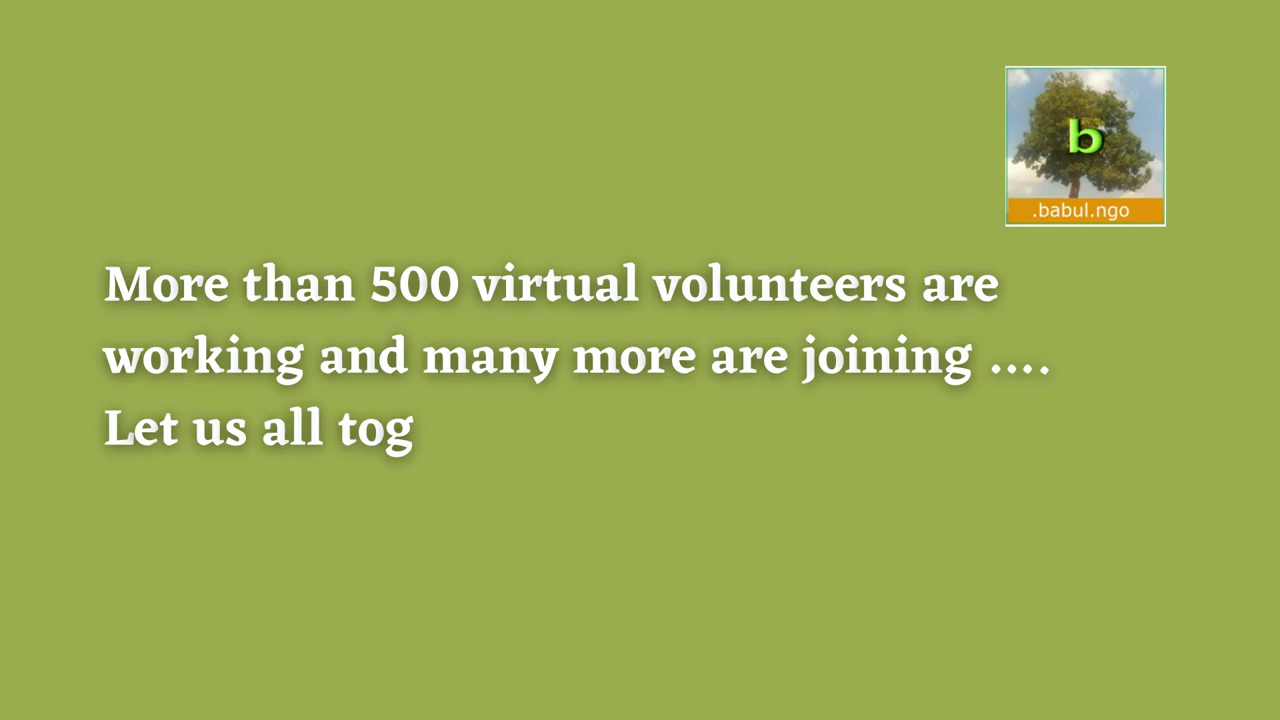 b
.babul.ngo
More than 500 virtual volunteers are
working and many more are joining ....
Let us all tog